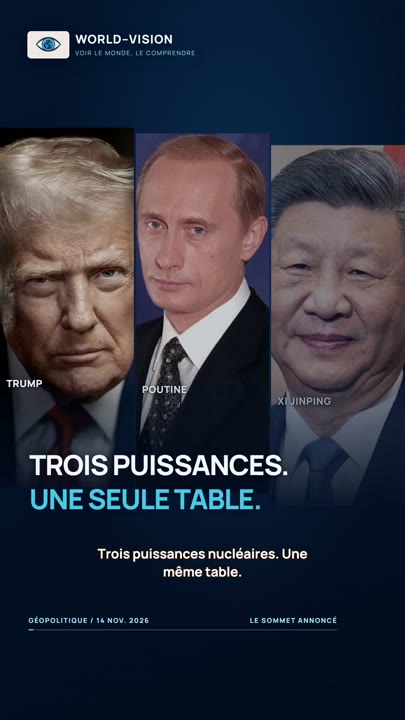 WORLD-VISION
VOIR LE MONDE, LE COMPRENDRE.
TRUMP
POUTINE
XI JINPING
TROIS PUISSANCES.
UNE SEULE TABLE.
Trois puissances nucléaires. Une
même table.
GÉOPOLITIQUE / 14 NOV. 2026
LE SOMMET ANNONCÉ